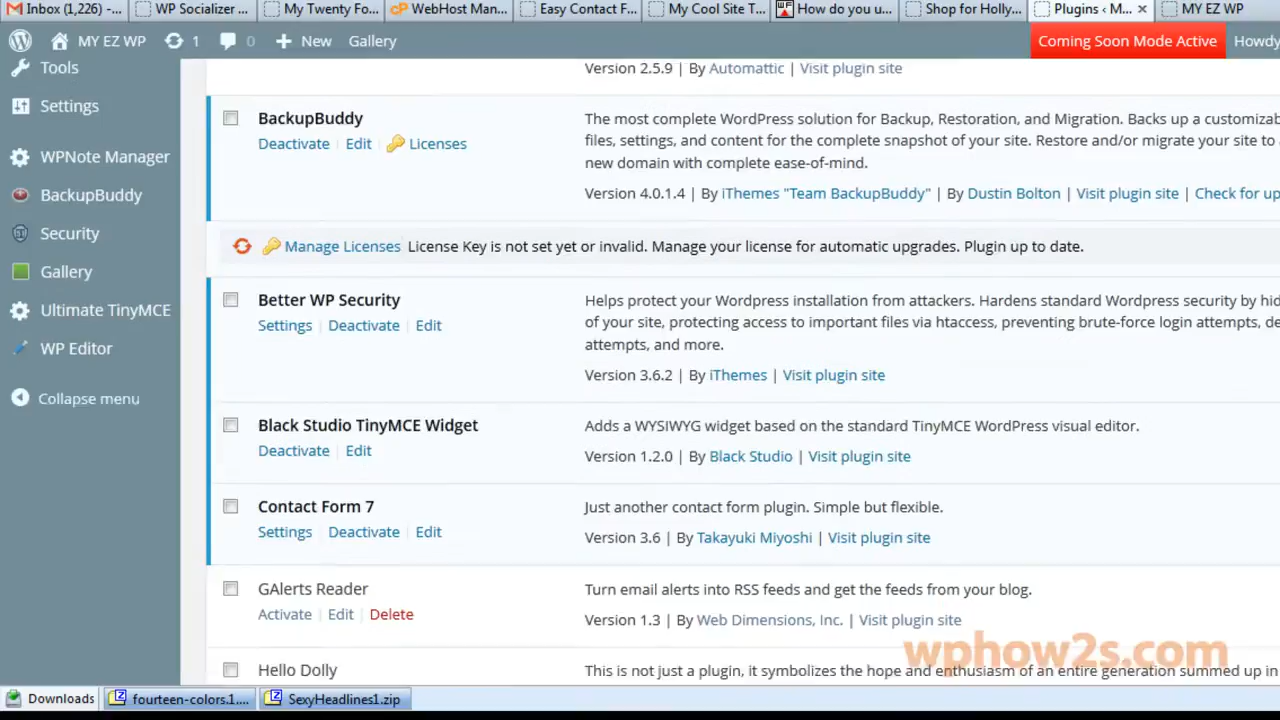 Inbox (1,226) -... WP Socializer ... My Twenty Fo... WebHost Man... Easy Contact F... My Cool Site T... How do you u... Shop for Holly... Plugins ‹ M... MY EZ WP
MY EZ WP 1 0 New Gallery Coming Soon Mode Active Howdy
Tools
Settings
WPNote Manager
BackupBuddy
Security
Gallery
Ultimate TinyMCE
WP Editor
Collapse menu
Version 2.5.9 | By Automattic | Visit plugin site
BackupBuddy
Deactivate | Edit | Licenses
The most complete WordPress solution for Backup, Restoration, and Migration. Backs up a customizab
files, settings, and content for the complete snapshot of your site. Restore and/or migrate your site to a
new domain with complete ease-of-mind.
Version 4.0.1.4 | By iThemes "Team BackupBuddy" | By Dustin Bolton | Visit plugin site | Check for up
Manage Licenses License Key is not set yet or invalid. Manage your license for automatic upgrades. Plugin up to date.
Better WP Security
Settings | Deactivate | Edit
Helps protect your Wordpress installation from attackers. Hardens standard Wordpress security by hid
of your site, protecting access to important files via htaccess, preventing brute-force login attempts, de
attempts, and more.
Version 3.6.2 | By iThemes | Visit plugin site
Black Studio TinyMCE Widget
Deactivate | Edit
Adds a WYSIWYG widget based on the standard TinyMCE WordPress visual editor.
Version 1.2.0 | By Black Studio | Visit plugin site
Contact Form 7
Settings | Deactivate | Edit
Just another contact form plugin. Simple but flexible.
Version 3.6 | By Takayuki Miyoshi | Visit plugin site
GAlerts Reader
Activate | Edit | Delete
Turn email alerts into RSS feeds and get the feeds from your blog.
Version 1.3 | By Web Dimensions, Inc. | Visit plugin site
wphow2s.com
Hello Dolly
This is not just a plugin, it symbolizes the hope and enthusiasm of an entire generation summed up in
Downloads fourteen-colors.1.... SexyHeadlines1.zip